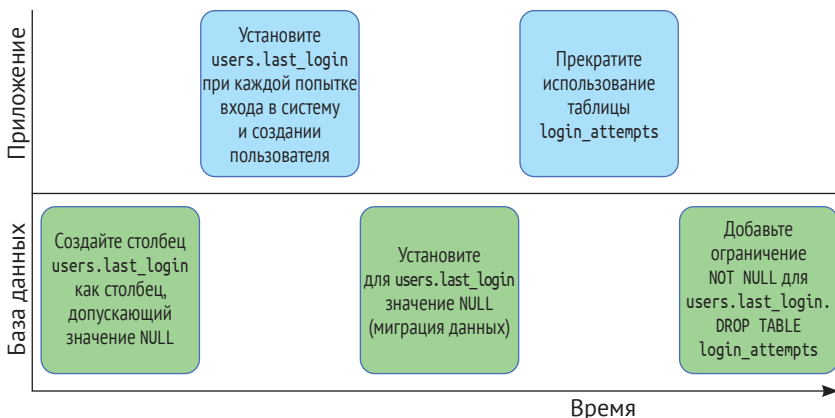 Приложение
Установите
users.last_login
при каждой попытке
входа в систему
и создании
пользователя
Прекратите
использование
таблицы
login_attempts
База данных
Создайте столбец
users.last_login
как столбец,
допускающий
значение NULL
Установите
для users.last_login
значение NULL
(миграция данных)
Добавьте
ограничение
NOT NULL для
users.last_login.
DROP TABLE
login_attempts
Время